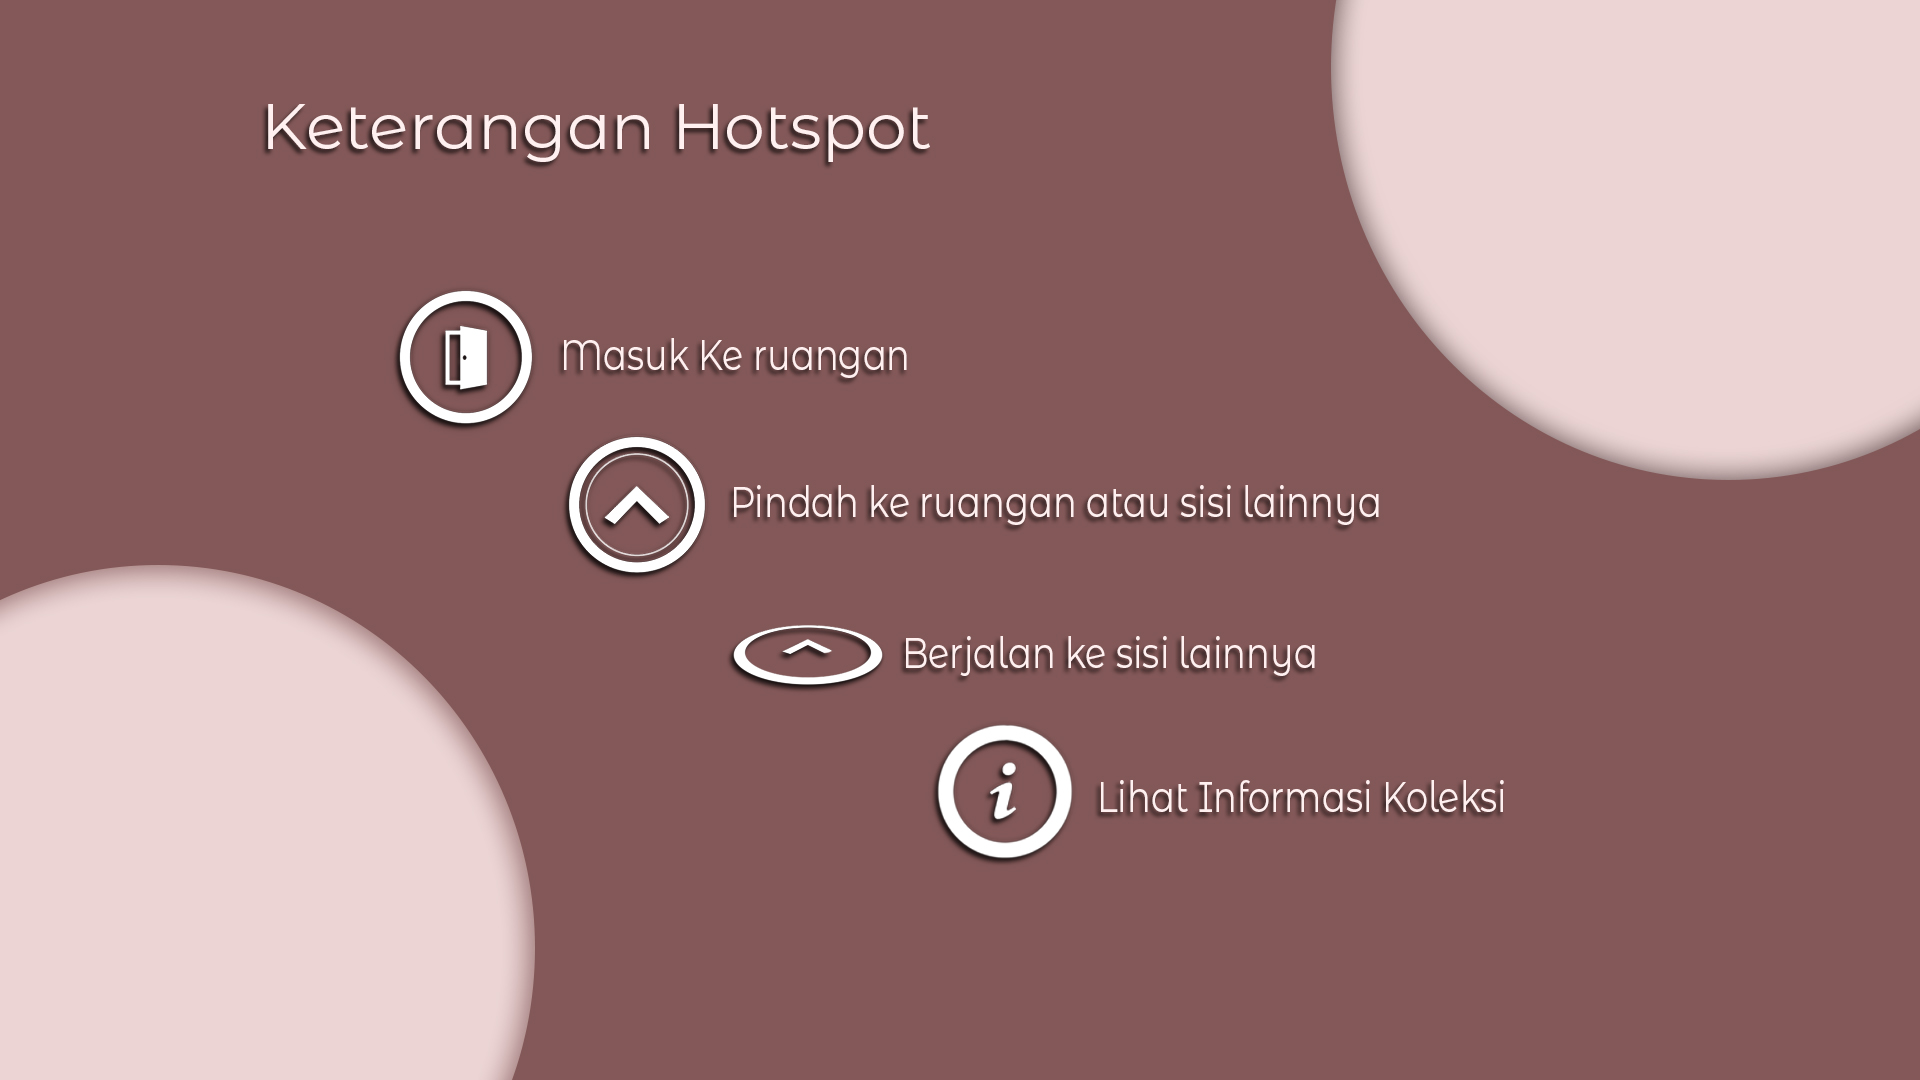 Keterangan Hotspot
Masuk Ke ruangan
Pindah ke ruangan atau sisi lainnya
Berjalan ke sisi lainnya
Lihat Informasi Koleksi